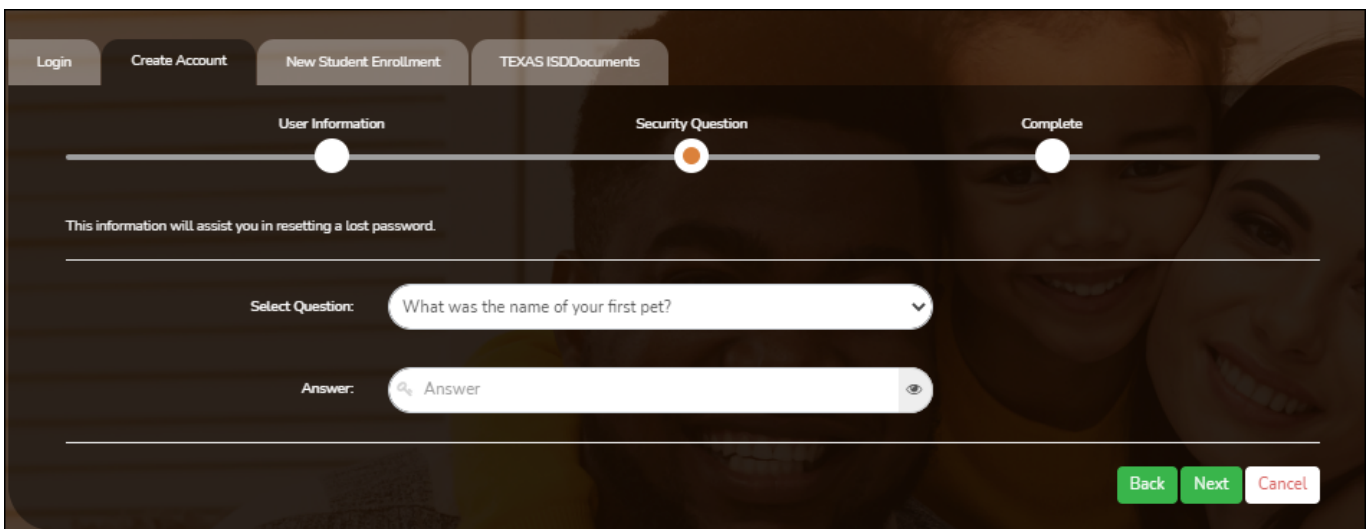 Login Create Account New Student Enrollment TEXAS ISDDocuments
User Information Security Question Complete
This information will assist you in resetting a lost password.
Select Question: What was the name of your first pet?
Answer: Answer
Back Next Cancel